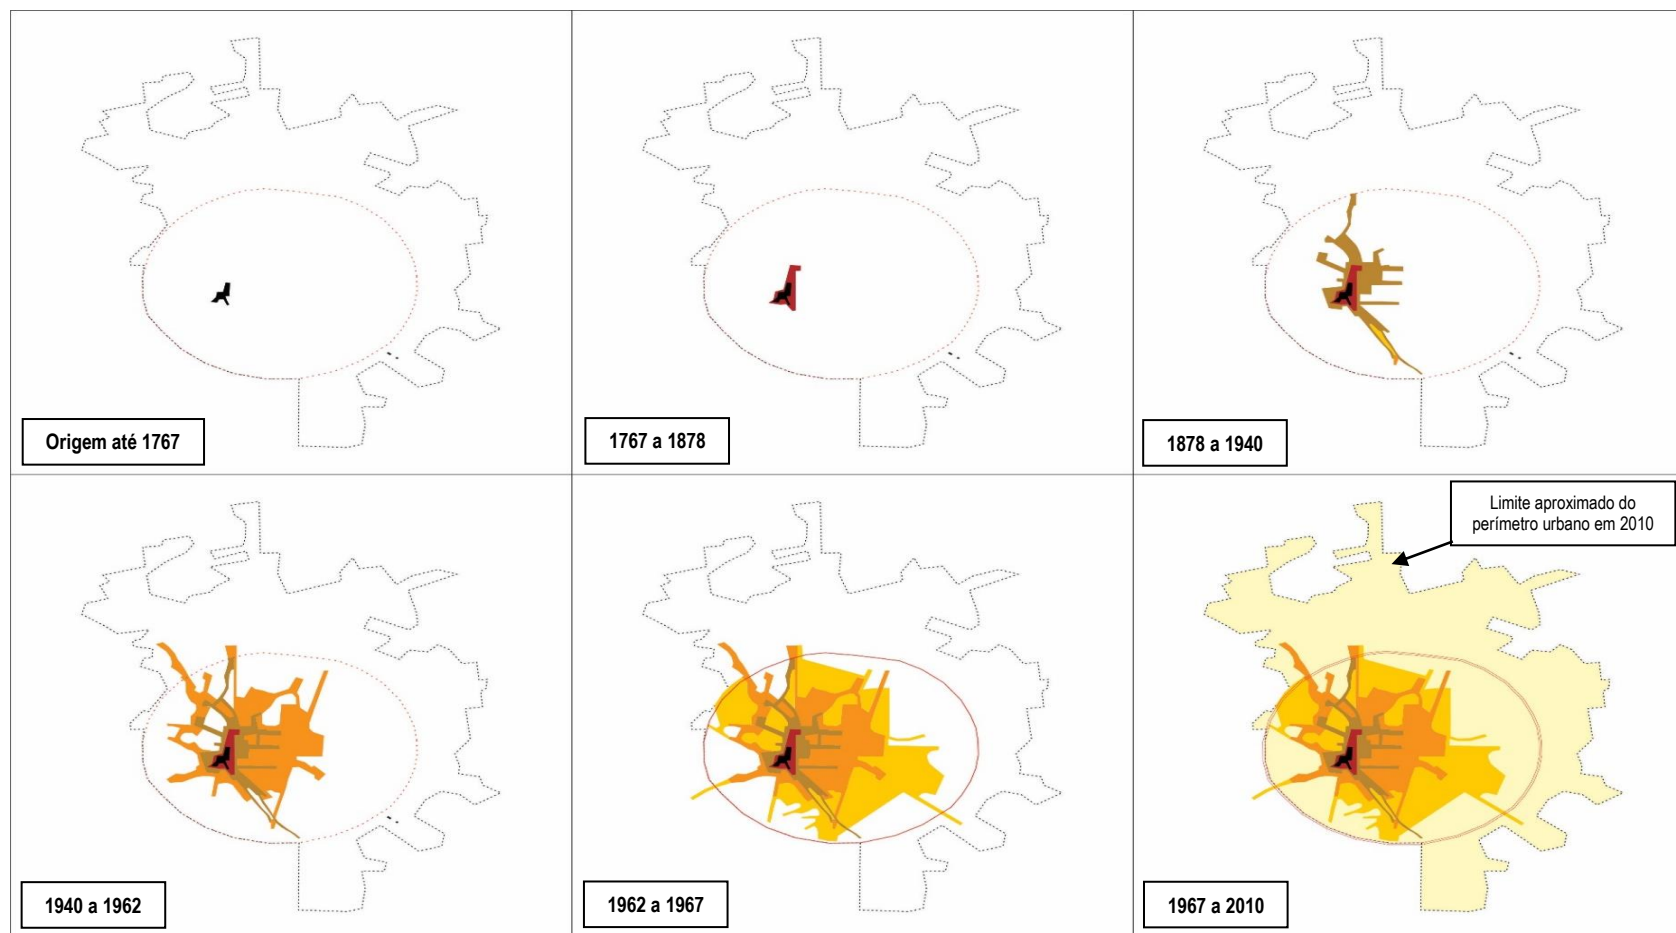 Origem até 1767
1767 a 1878
1878 a 1940
Limite aproximado do
perímetro urbano em 2010
1940 a 1962
1962 a 1967
1967 a 2010